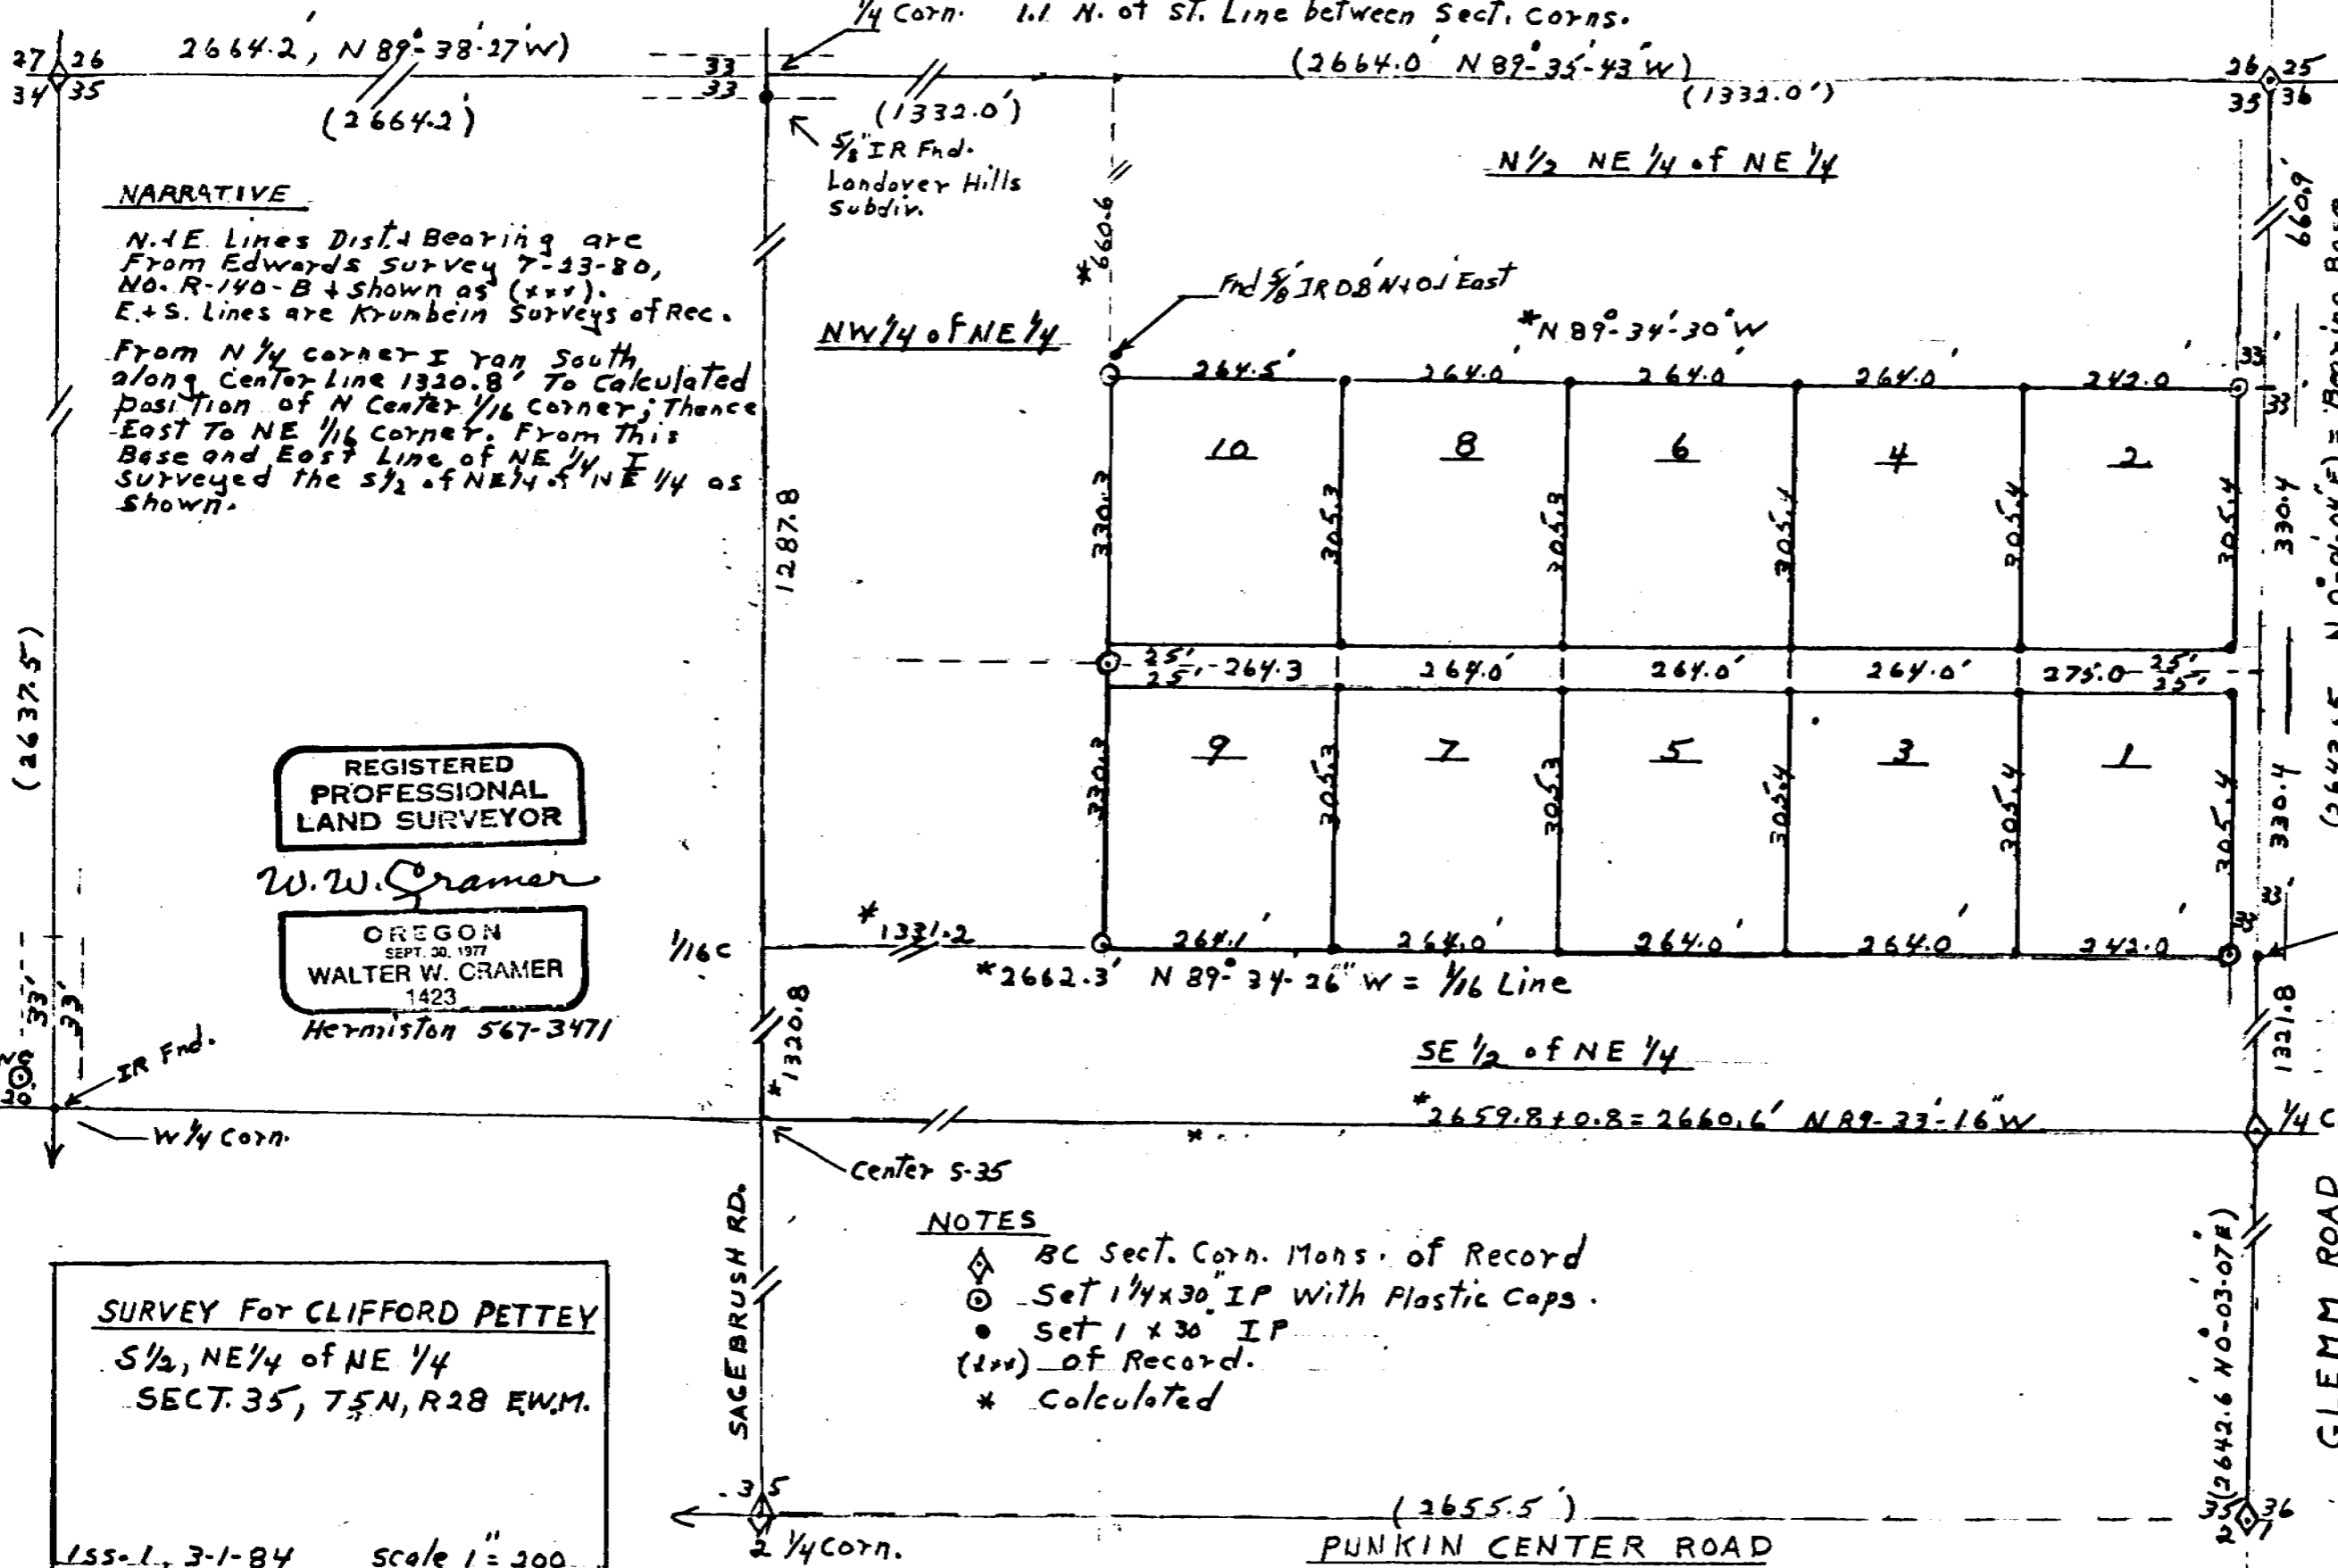 1/4 Corn. 1.1 N. of ST. Line between Sect. Corns.
27 26
34 35
2664.2', N 89°-38'-27"W)
(2664.2')
33
33
(2664.0' N 89°-35'-43"W)
(1332.0')
(1332.0')
26 25
35 36
5/8" IR Fnd.
Landover Hills
Subdiv.
N 1/2 NE 1/4 of NE 1/4
660.9'
NARRATIVE
N.&E. Lines Dist.& Bearing are
From Edwards Survey 7-23-80,
NO. R-140-B & shown as (xxx).
E.&S. Lines are Krumbein Surveys of Rec.
From N 1/4 corner I ran South
along Center Line 1320.8' To Calculated
position of N Center 1/16 Corner; Thence
East To NE 1/16 Corner. From this
Base and East Line of NE 1/4 I
surveyed the S 1/2 of NE 1/4 of NE 1/4 as
shown.
*660.6
Fnd 5/8 IR 0.8' N & 0.1 East
NW 1/4 of NE 1/4
*N 89°-34'-30"W
264.5' 264.0' 264.0' 264.0' 242.0'
33'
33'
10 8 6 4 2
330.3 305.3 305.3 305.4 305.4 305.4 330.4
1287.8
(2637.5)
25'
25'
264.3 264.0' 264.0' 264.0' 275.0
25'
25'
9 7 5 3 1
330.3 305.3 305.3 305.4 305.4 305.4 330.4
33'
REGISTERED
PROFESSIONAL
LAND SURVEYOR
W.W. Cramer
OREGON
SEPT. 30, 1977
WALTER W. CRAMER
1423
Hermiston 567-3471
1/16 C
*1331.2
264.1' 264.0' 264.0' 264.0' 242.0'
*2662.3' N 89°-34-26" W = 1/16 Line
33'
33'
IR Fnd.
W 1/4 Corn.
*1320.8
1321.8
SE 1/2 of NE 1/4
*2659.8+0.8=2660.6' N 89-33'-16"W
1/4 C
*
Center S-35
SAGEBRUSH RD.
NOTES
BC Sect. Corn. Mons. of Record
Set 1 1/4 x 30" IP With Plastic Caps.
Set 1 x 30" IP
(xxx) of Record.
* Calculated
SURVEY For CLIFFORD PETTEY
S 1/2, NE 1/4 of NE 1/4
SECT. 35, T5N, R28 E.W.M.
Iss. 1, 3-1-84 scale 1"=200
(2642.6 N0°-03'-07"E)
GLEMM ROAD
35
2 1/4 Corn.
(2655.5')
PUNKIN CENTER ROAD
35 36
2 1